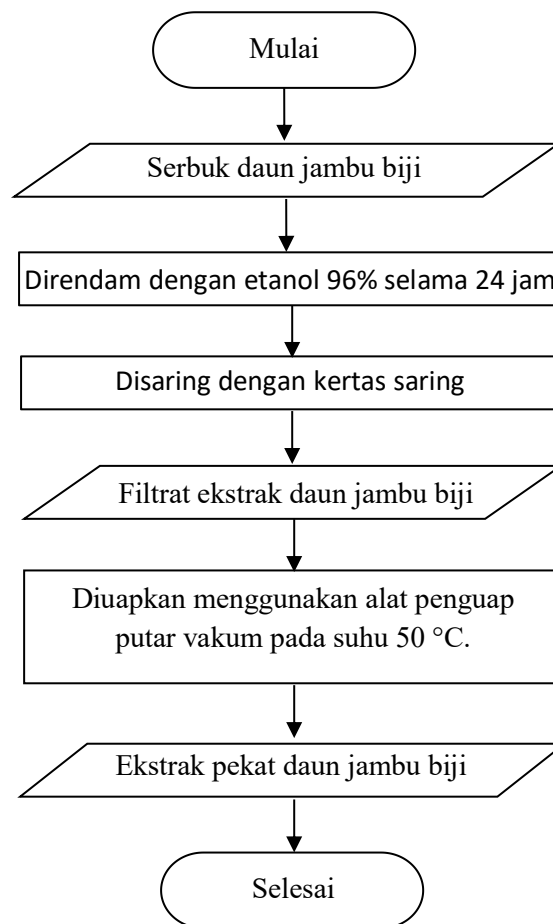 Mulai
Serbuk daun jambu biji
Direndam dengan etanol 96% selama 24 jam
Disaring dengan kertas saring
Filtrat ekstrak daun jambu biji
Diuapkan menggunakan alat penguap
putar vakum pada suhu 50 °C.
Ekstrak pekat daun jambu biji
Selesai